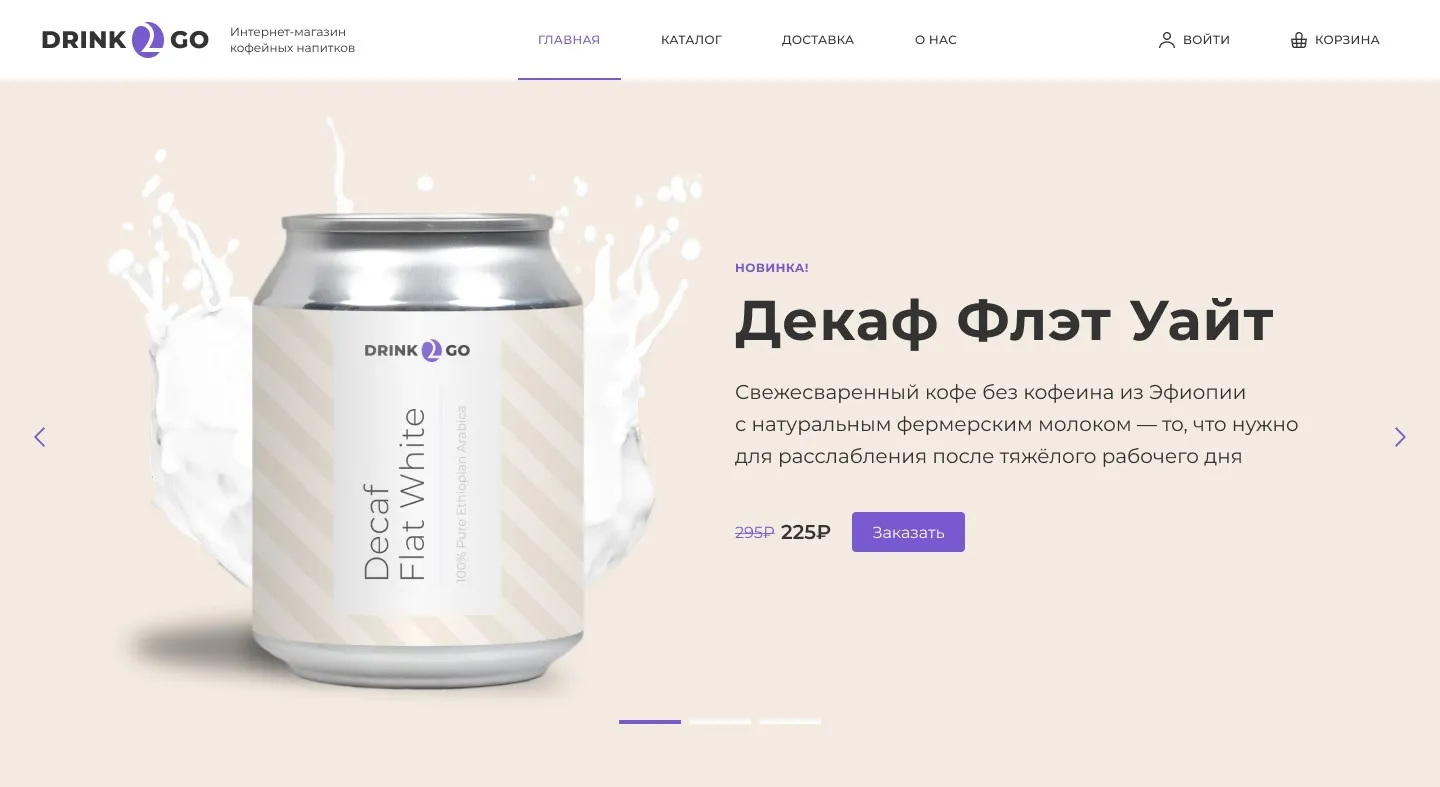 DRINK 2 GO
Интернет-магазин
кофейных напитков
ГЛАВНАЯ
КАТАЛОГ
ДОСТАВКА
О НАС
ВОЙТИ
КОРЗИНА
DRINK 2 GO
Decaf
Flat White
100% Pure Ethiopian Arabica
НОВИНКА!
Декаф Флэт Уайт
Свежесваренный кофе без кофеина из Эфиопии
с натуральным фермерским молоком — то, что нужно
для расслабления после тяжёлого рабочего дня
295₽ 225₽
Заказать